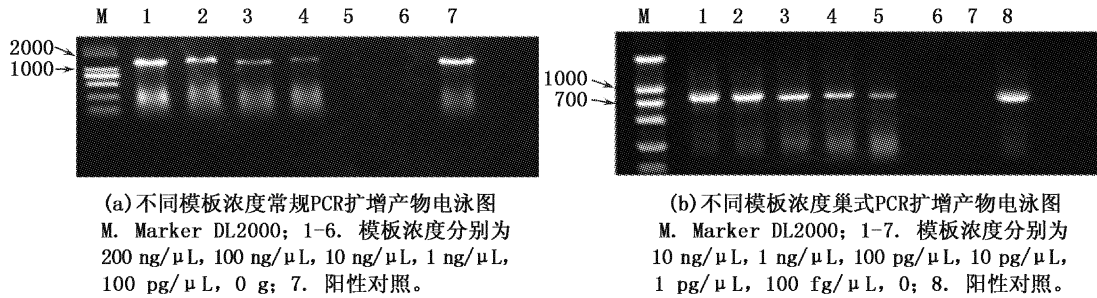 M 1 2 3 4 5 6 7
2000
1000
(a)不同模板浓度常规PCR扩增产物电泳图
M. Marker DL2000; 1-6. 模板浓度分别为
200 ng/μL, 100 ng/μL, 10 ng/μL, 1 ng/μL,
100 pg/μL, 0 g; 7. 阳性对照。
M 1 2 3 4 5 6 7 8
1000
700
(b)不同模板浓度巢式PCR扩增产物电泳图
M. Marker DL2000; 1-7. 模板浓度分别为
10 ng/μL, 1 ng/μL, 100 pg/μL, 10 pg/μL,
1 pg/μL, 100 fg/μL, 0; 8. 阳性对照。